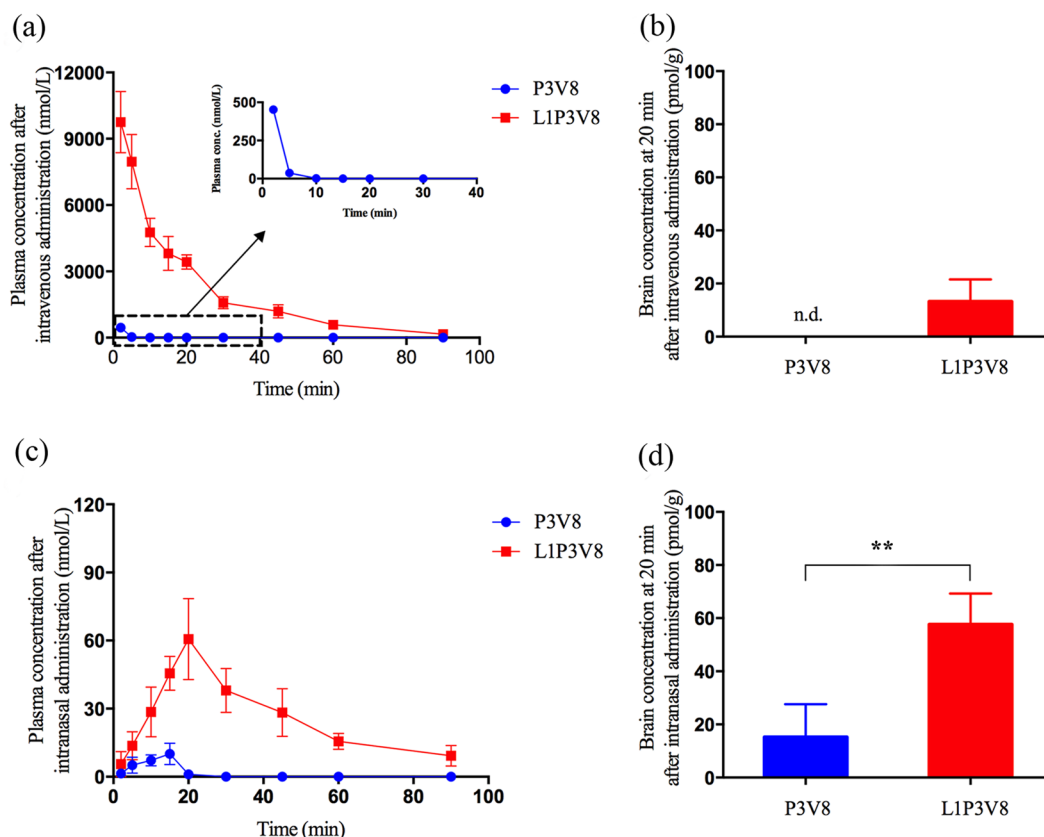 (a)
Plasma concentration after
intravenous administration (nmol/L)
12000
9000
6000
3000
0
0
20
40
60
80
100
Time (min)
Plasma conc. (nmol/L)
500
250
0
0
10
20
30
40
Time (min)
P3V8
L1P3V8
(b)
Brain concentration at 20 min
after intravenous administration (pmol/g)
100
80
60
40
20
0
n.d.
P3V8
L1P3V8
(c)
Plasma concentration after
intranasal administration (nmol/L)
120
90
60
30
0
0
20
40
60
80
100
Time (min)
P3V8
L1P3V8
(d)
Brain concentration at 20 min
after intranasal administration (pmol/g)
100
80
60
40
20
0
**
P3V8
L1P3V8